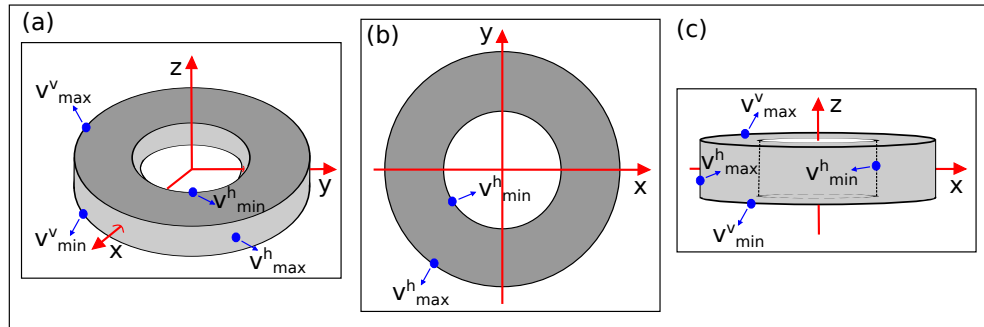 (a)
z
v^v_max
y
v^h_min
v^v_min
x
v^h_max
(b)
y
x
v^h_min
v^h_max
(c)
v^v_max
z
v^h_max
v^h_min
x
v^v_min